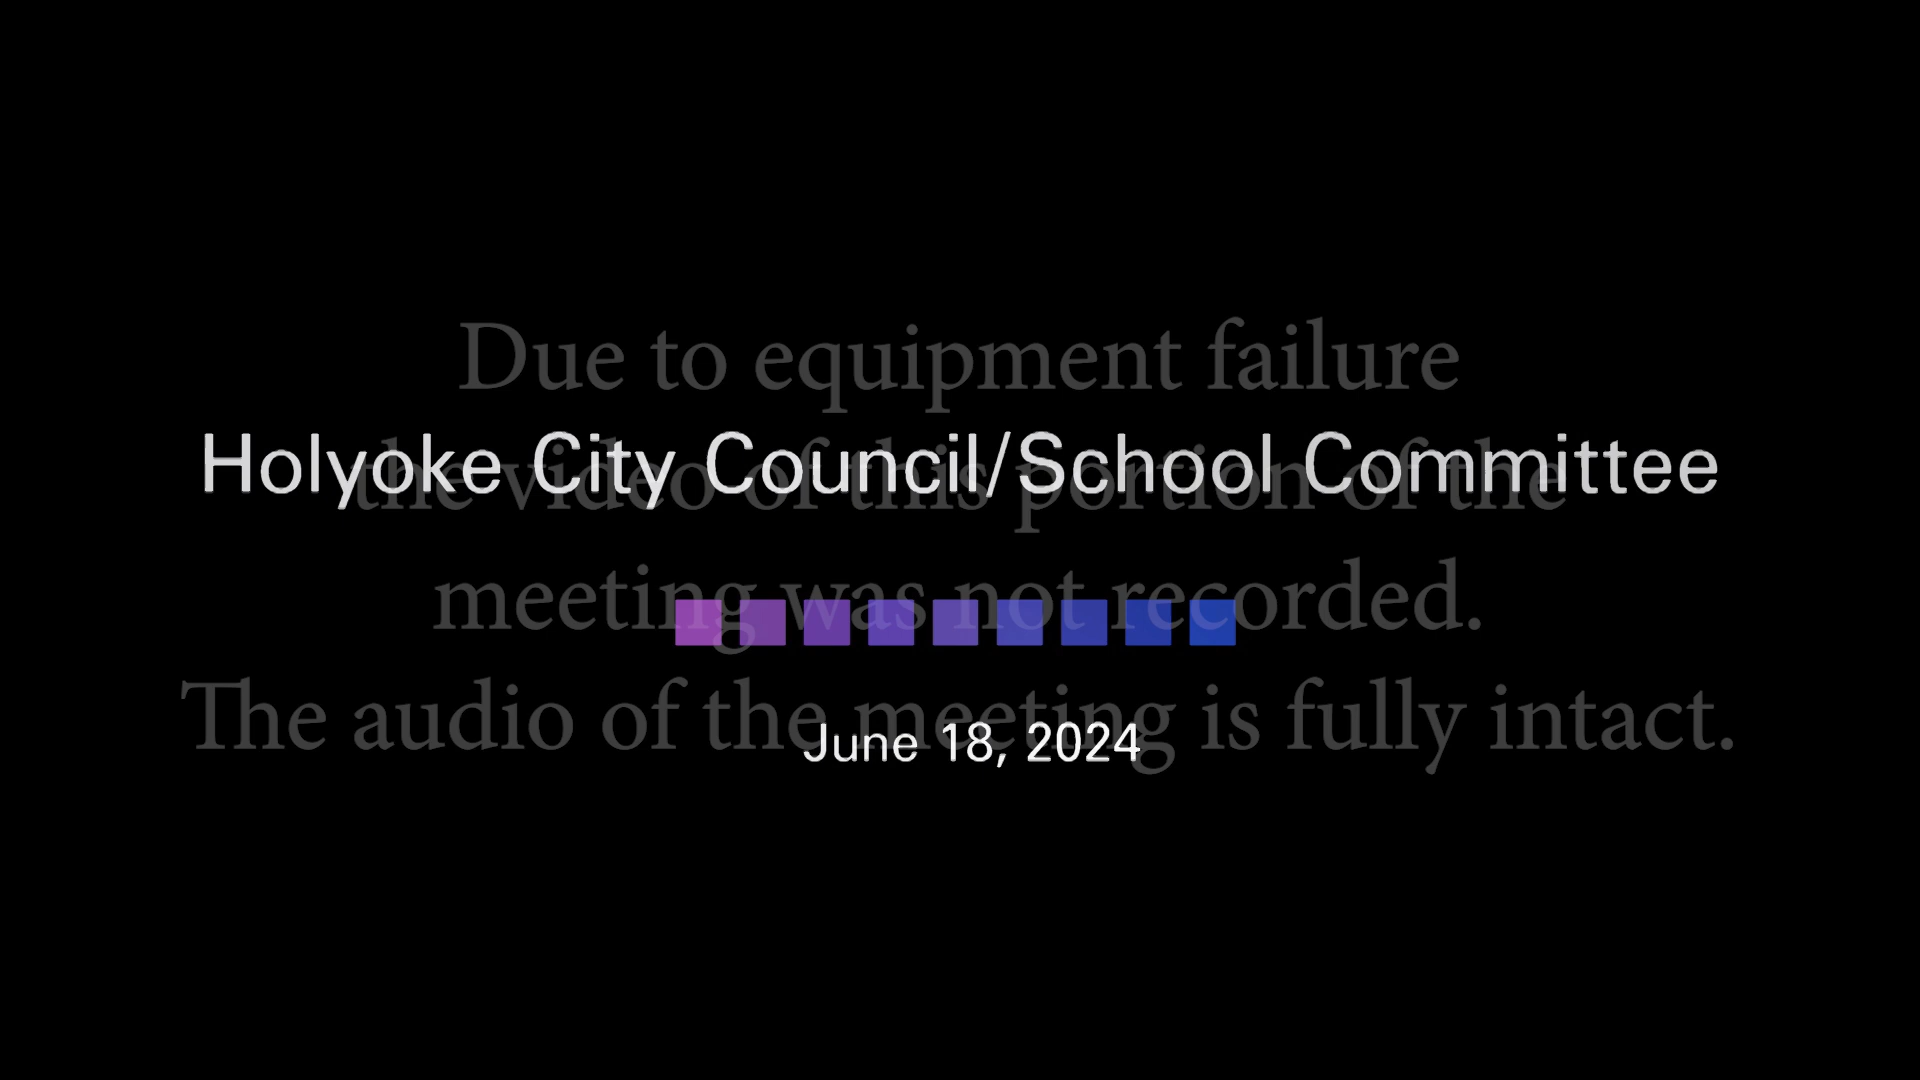 Due to equipment failure
Holyoke City Council/School Committee
the video of this portion of the
meeting was not recorded.
The audio of the meeting is fully intact.
June 18, 2024